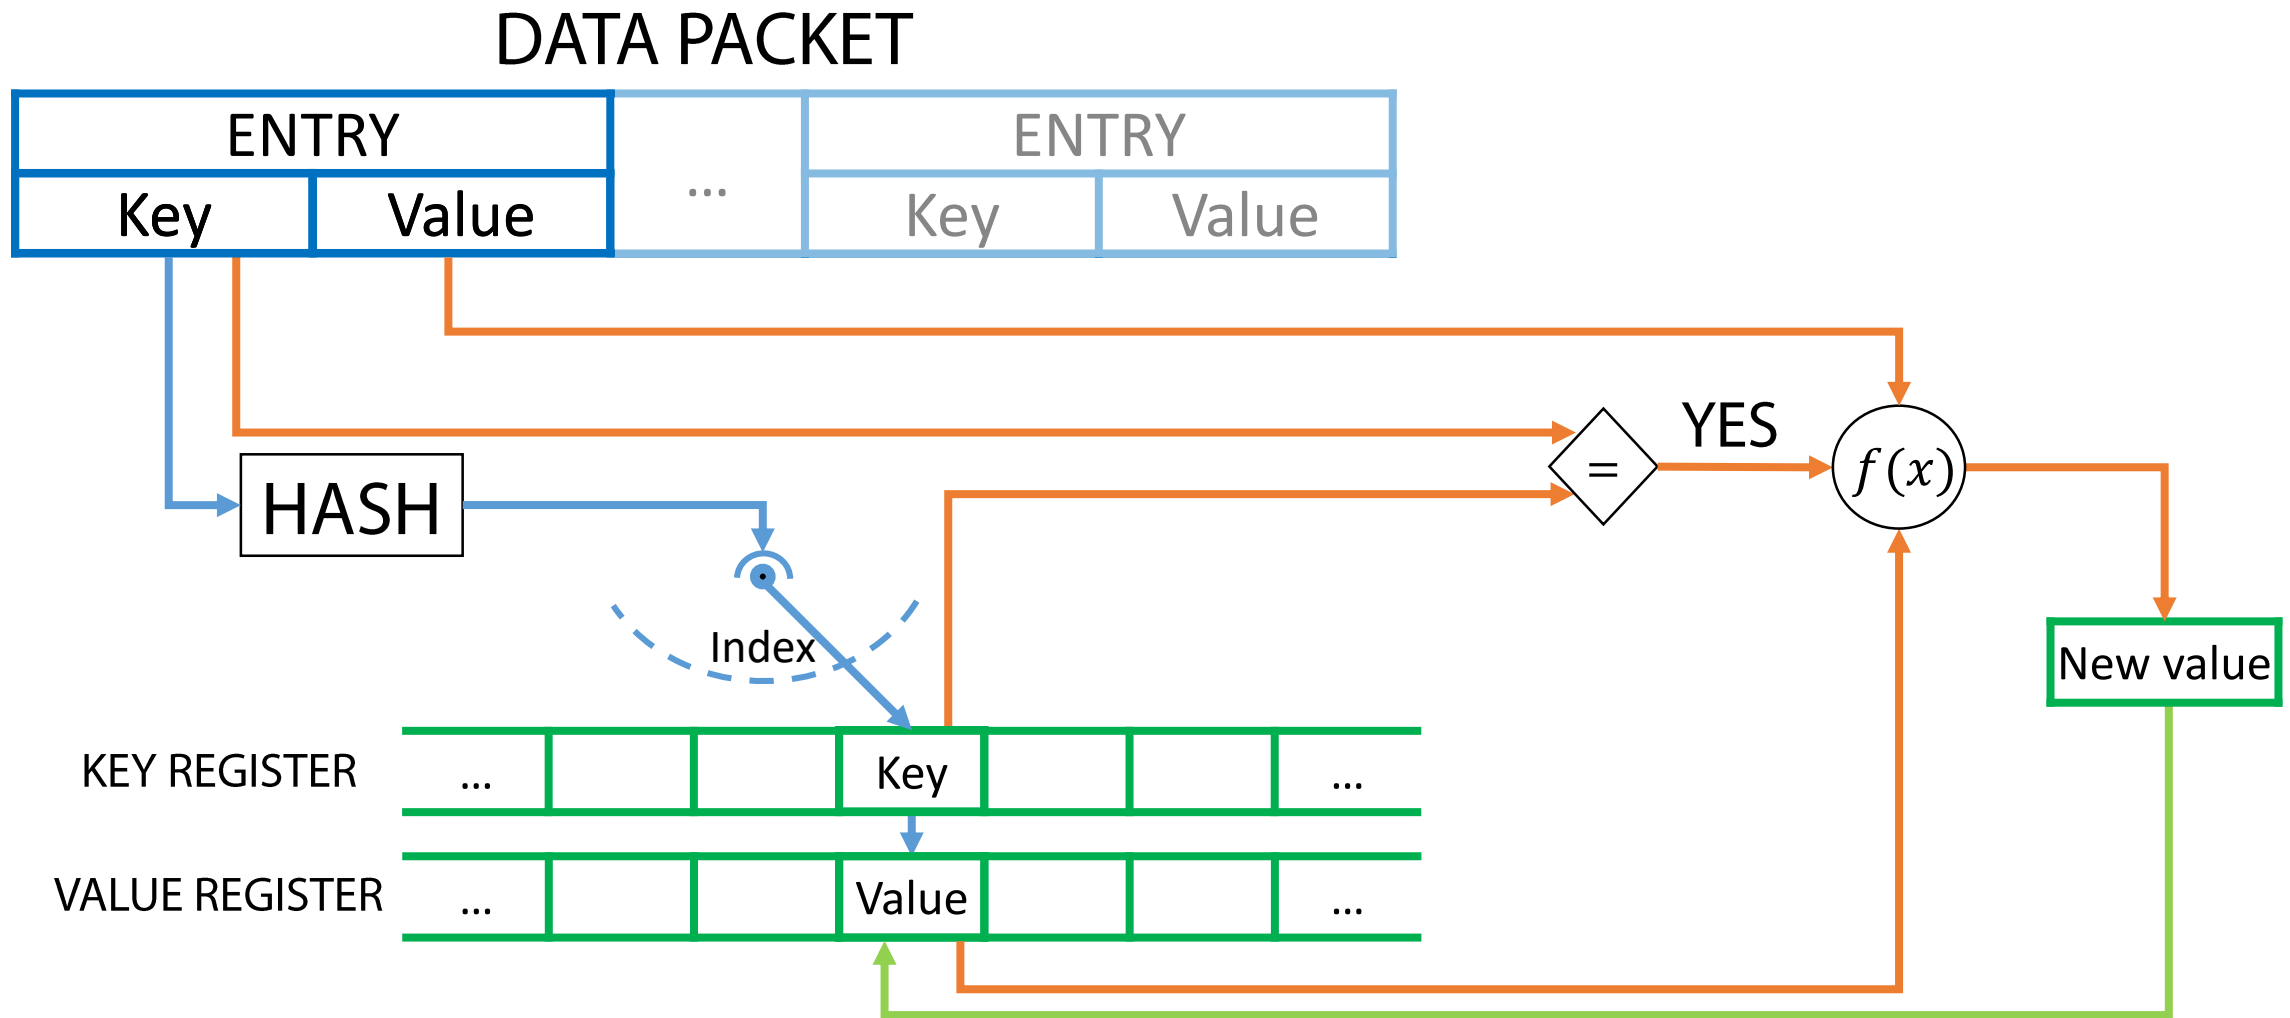 DATA PACKET
ENTRY
ENTRY
Key
Value
...
Key
Value
YES
=
f(x)
HASH
Index
New value
KEY REGISTER
...
Key
...
VALUE REGISTER
...
Value
...